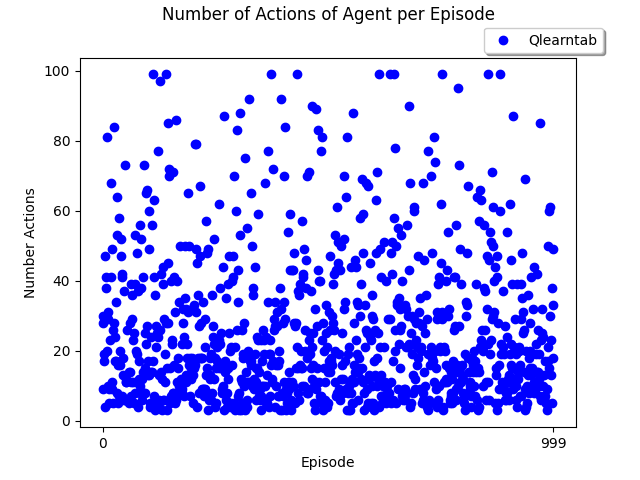 Number of Actions of Agent per Episode
Qlearntab
100
80
60
40
20
0
Number Actions
0
999
Episode